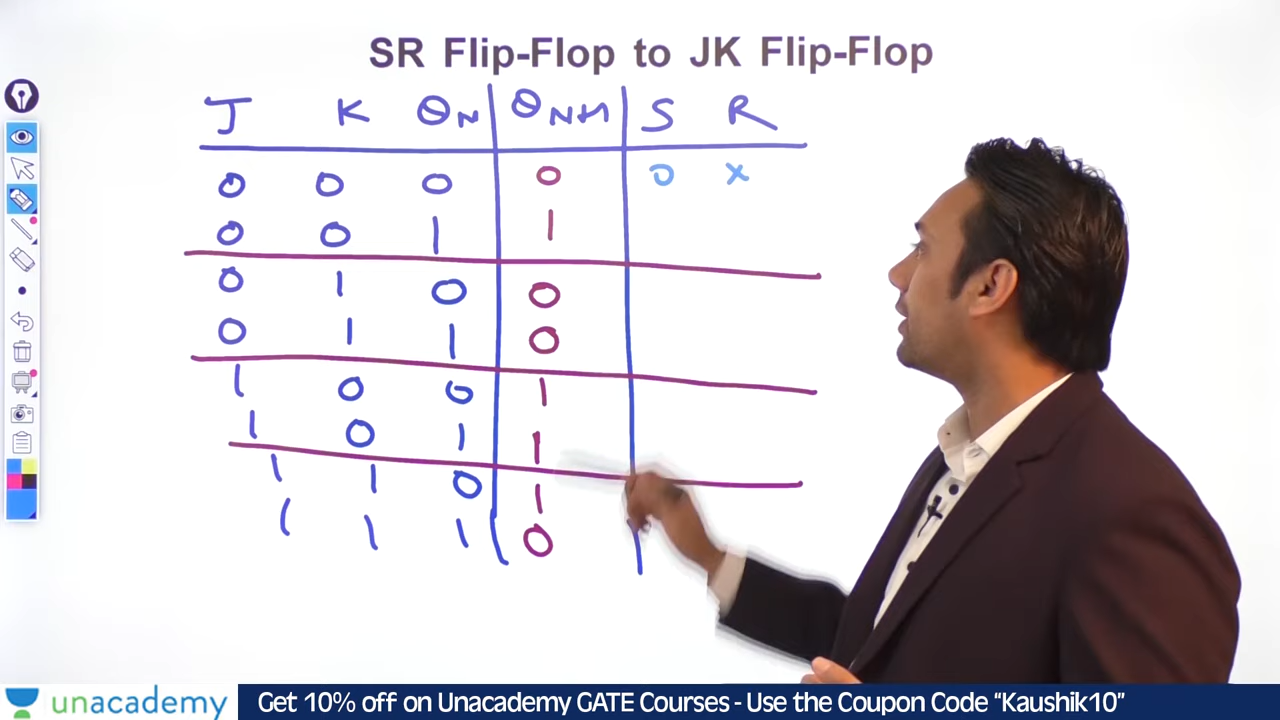 SR Flip-Flop to JK Flip-Flop
J K Q_N Q_N+1 S R
0 0 0 0 0 x
0 0 1 1
0 1 0 0
0 1 1 0
1 0 0 1
1 0 1 1
1 1 0 1
1 1 1 0
unacademy Get 10% off on Unacademy GATE Courses - Use the Coupon Code “Kaushik10”